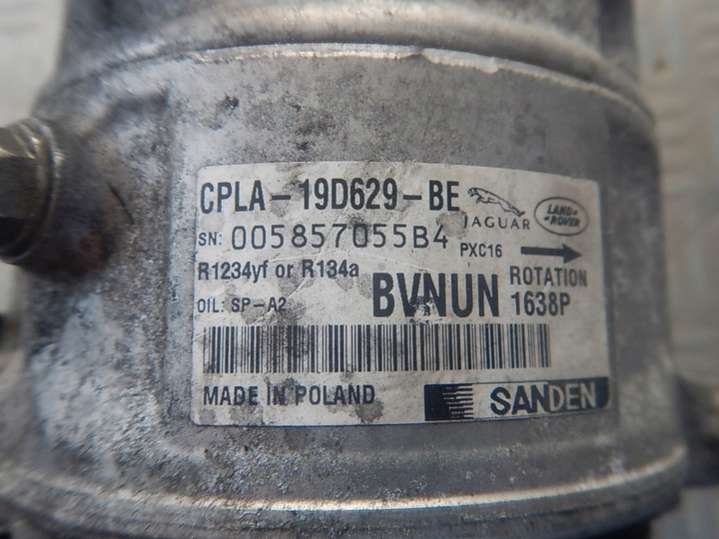 CPLA-19D629-BE JAGUAR LAND ROVER
SN: 005857055B4 PXC16
R1234yf or R134a BVNUN ROTATION
OIL: SP-A2 1638P
MADE IN POLAND SANDEN